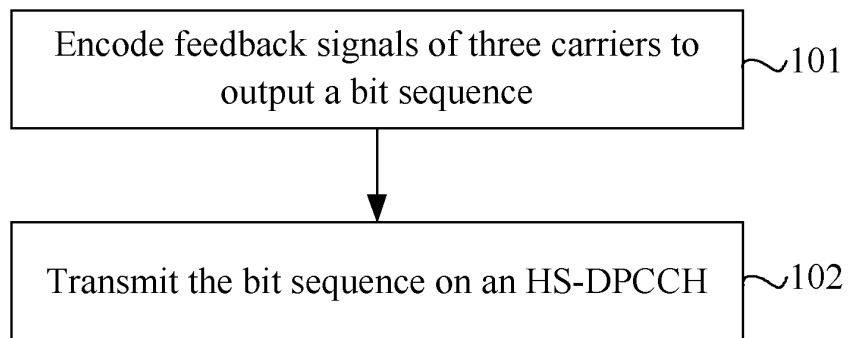 Encode feedback signals of three carriers to
output a bit sequence
101
Transmit the bit sequence on an HS-DPCCH
102